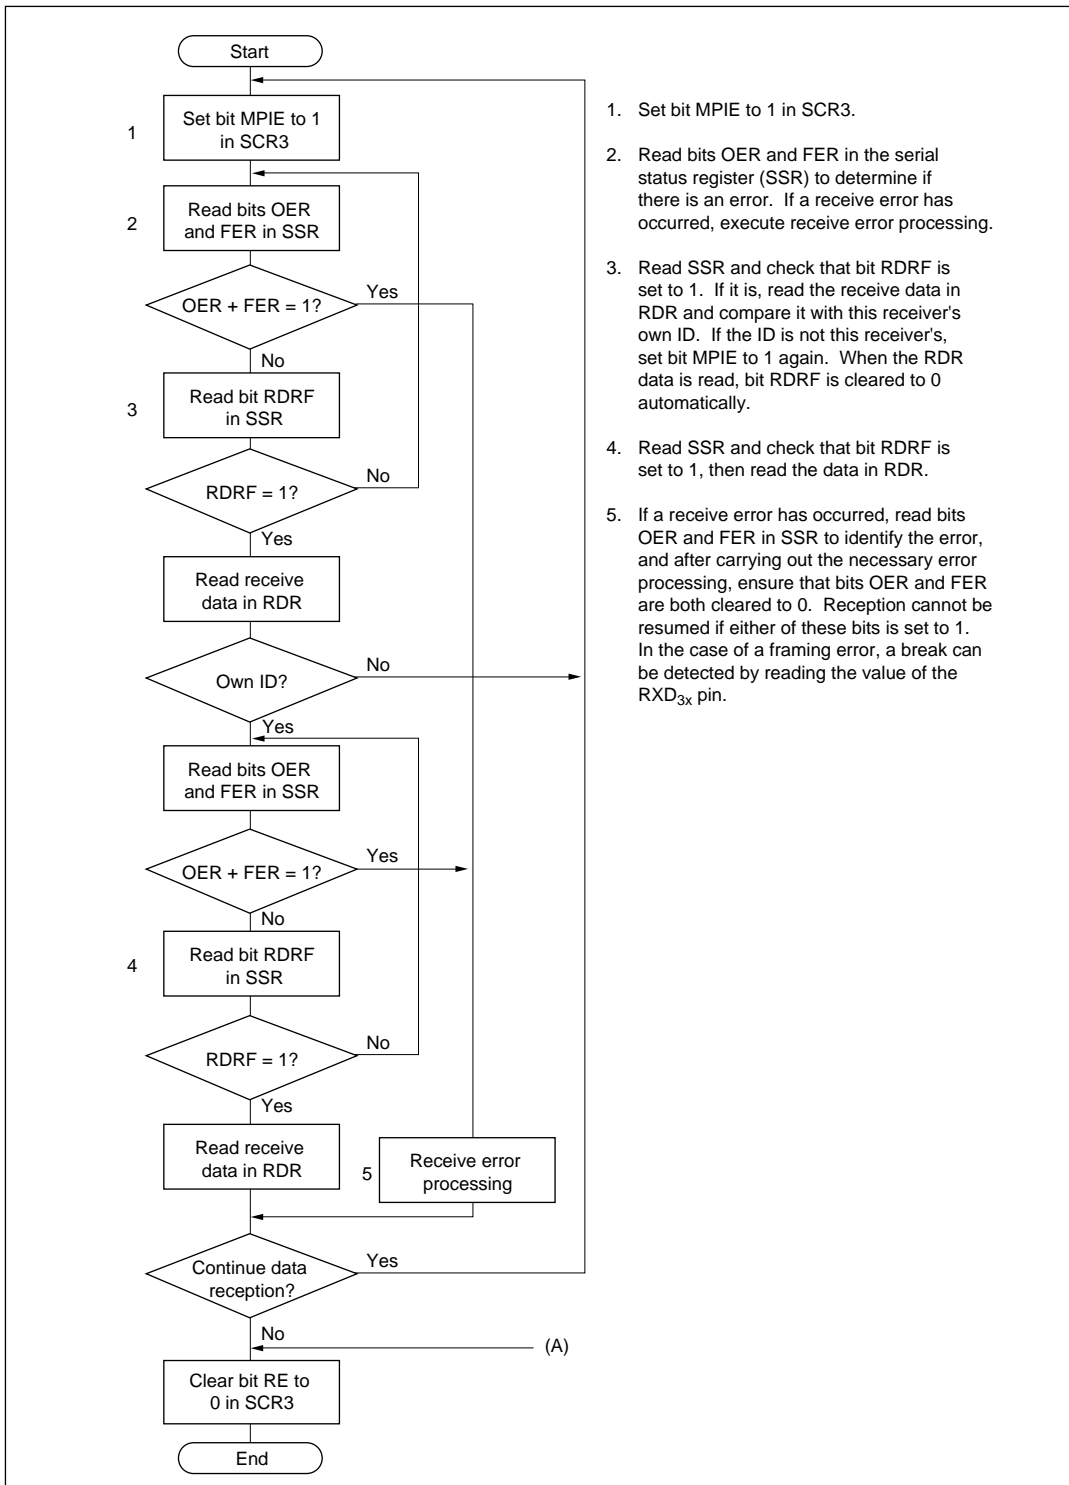 Start
1
Set bit MPIE to 1
in SCR3
2
Read bits OER
and FER in SSR
OER + FER = 1?
Yes
No
3
Read bit RDRF
in SSR
RDRF = 1?
No
Yes
Read receive
data in RDR
Own ID?
No
Yes
Read bits OER
and FER in SSR
OER + FER = 1?
Yes
No
4
Read bit RDRF
in SSR
RDRF = 1?
No
Yes
Read receive
data in RDR
5
Receive error
processing
Continue data
reception?
Yes
No
(A)
Clear bit RE to
0 in SCR3
End
1. Set bit MPIE to 1 in SCR3.
2. Read bits OER and FER in the serial
status register (SSR) to determine if
there is an error. If a receive error has
occurred, execute receive error processing.
3. Read SSR and check that bit RDRF is
set to 1. If it is, read the receive data in
RDR and compare it with this receiver's
own ID. If the ID is not this receiver's,
set bit MPIE to 1 again. When the RDR
data is read, bit RDRF is cleared to 0
automatically.
4. Read SSR and check that bit RDRF is
set to 1, then read the data in RDR.
5. If a receive error has occurred, read bits
OER and FER in SSR to identify the error,
and after carrying out the necessary error
processing, ensure that bits OER and FER
are both cleared to 0. Reception cannot be
resumed if either of these bits is set to 1.
In the case of a framing error, a break can
be detected by reading the value of the
RXD3x pin.